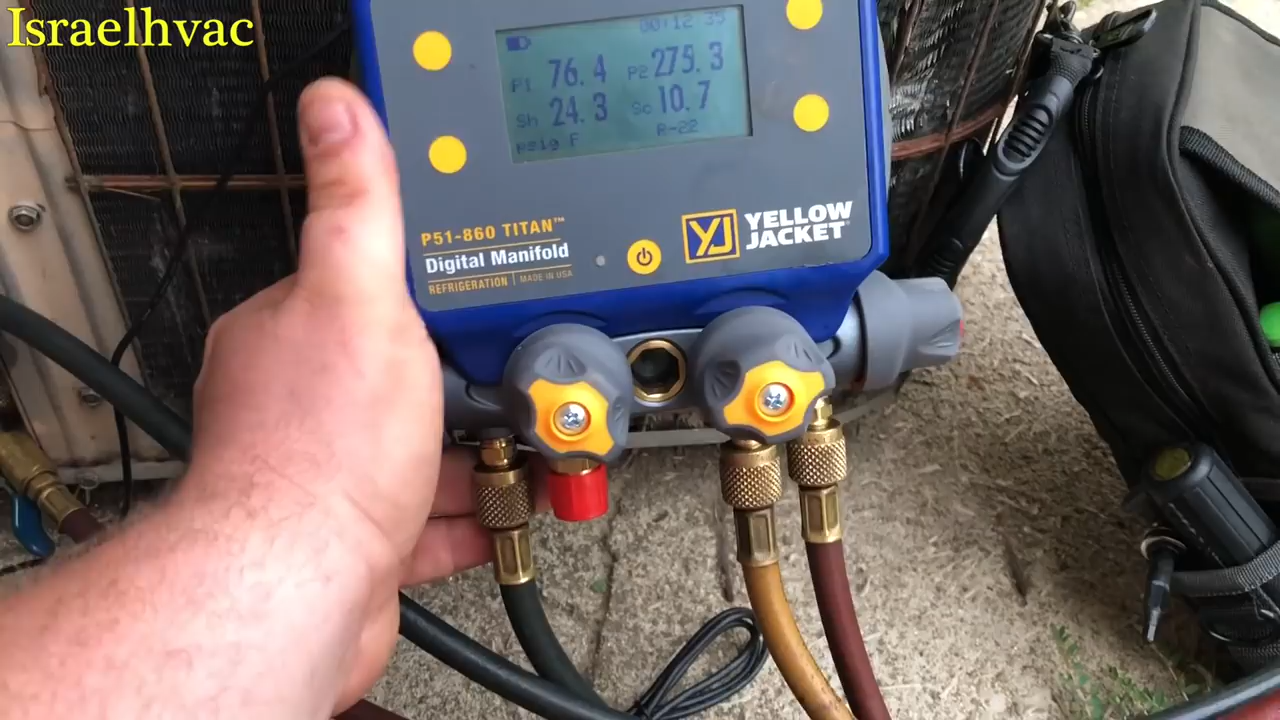 Israelhvac
00:12 35
P1 76.4 P2 275.3
Sh 24.3 Sc 10.7
psig F R-22
P51-860 TITAN™
Digital Manifold
REFRIGERATION | MADE IN USA
YJ YELLOW JACKET